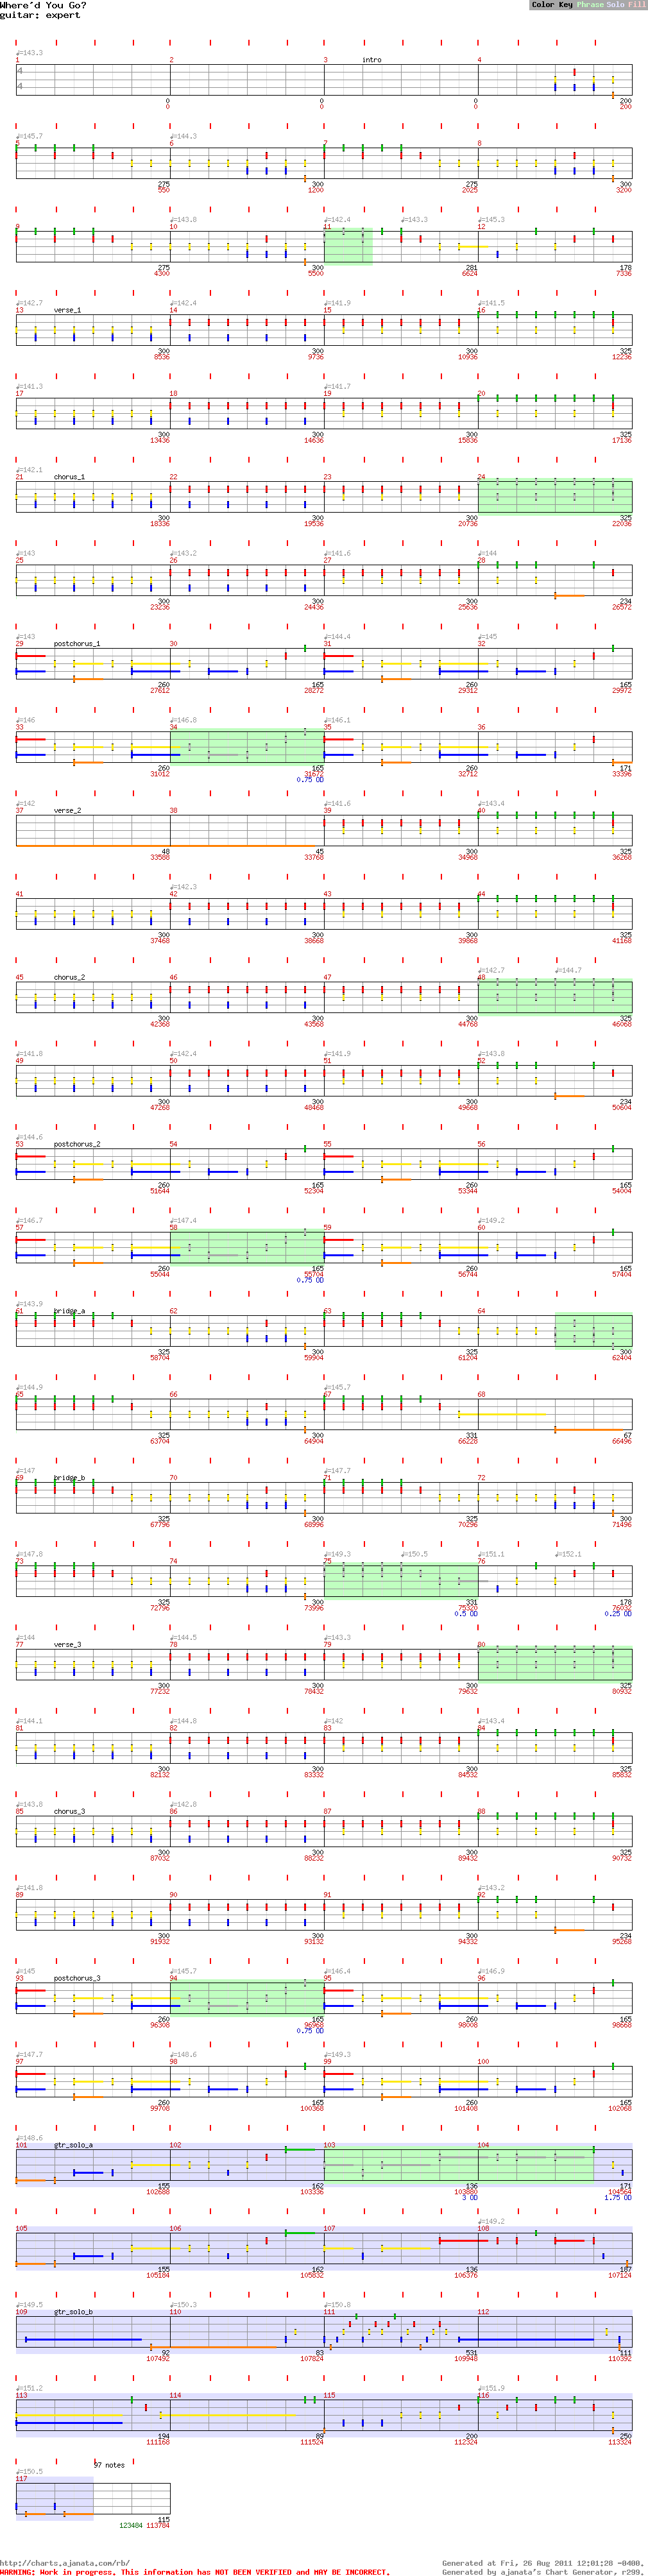 Where'd You Go?
guitar: expert
Color Key Phrase Solo Fill
♩=143.3
1 2 3 intro 4
4
4
0 0 0 200
0 0 0 200
♩=145.7 ♩=144.3
5 6 7 8
275 300 275 300
550 1200 2025 3200
♩=143.8 ♩=142.4 ♩=143.3 ♩=145.3
9 10 11 12
275 300 281 178
4300 5500 6624 7336
♩=142.7 ♩=142.4 ♩=141.9 ♩=141.5
13 verse_1 14 15 16
300 300 300 325
8536 9736 10936 12236
♩=141.3 ♩=141.7
17 18 19 20
300 300 300 325
13436 14636 15836 17136
♩=142.1
21 chorus_1 22 23 24
300 300 300 325
18336 19536 20736 22036
♩=143 ♩=143.2 ♩=141.6 ♩=144
25 26 27 28
300 300 300 234
23236 24436 25636 26572
♩=143 ♩=144.4 ♩=145
29 postchorus_1 30 31 32
260 165 260 165
27612 28272 29312 29972
♩=146 ♩=146.8 ♩=146.1
33 34 35 36
260 165 260 171
31012 31672 32712 33396
0.75 OD
♩=142 ♩=141.6 ♩=143.4
37 verse_2 38 39 40
48 45 300 325
33588 33768 34968 36268
♩=142.3
41 42 43 44
300 300 300 325
37468 38668 39868 41168
♩=142.7 ♩=144.7
45 chorus_2 46 47 48
300 300 300 325
42368 43568 44768 46068
♩=141.8 ♩=142.4 ♩=141.9 ♩=143.8
49 50 51 52
300 300 300 234
47268 48468 49668 50604
♩=144.6
53 postchorus_2 54 55 56
260 165 260 165
51644 52304 53344 54004
♩=146.7 ♩=147.4 ♩=149.2
57 58 59 60
260 165 260 165
55044 55704 56744 57404
0.75 OD
♩=143.9
61 bridge_a 62 63 64
325 300 325 300
58704 59904 61204 62404
♩=144.9 ♩=145.7
65 66 67 68
325 300 331 67
63704 64904 66228 66496
♩=147 ♩=147.7
69 bridge_b 70 71 72
325 300 325 300
67796 68996 70296 71496
♩=147.8 ♩=149.3 ♩=150.5 ♩=151.1 ♩=152.1
73 74 75 76
325 300 331 178
72796 73996 75320 76032
0.5 OD 0.25 OD
♩=144 ♩=144.5 ♩=143.3
77 verse_3 78 79 80
300 300 300 325
77232 78432 79632 80932
♩=144.1 ♩=144.8 ♩=142 ♩=143.4
81 82 83 84
300 300 300 325
82132 83332 84532 85832
♩=143.8 ♩=142.8
85 chorus_3 86 87 88
300 300 300 325
87032 88232 89432 90732
♩=141.8 ♩=143.2
89 90 91 92
300 300 300 234
91932 93132 94332 95268
♩=145 ♩=145.7 ♩=146.4 ♩=146.9
93 postchorus_3 94 95 96
260 165 260 165
96308 96968 98008 98668
0.75 OD
♩=147.7 ♩=148.6 ♩=149.3
97 98 99 100
260 165 260 165
99708 100368 101408 102068
♩=148.6
101 gtr_solo_a 102 103 104
155 162 136 171
102688 103336 103880 104564
3 OD 1.75 OD
♩=149.2
105 106 107 108
155 162 136 187
105184 105832 106376 107124
♩=149.5 ♩=150.3 ♩=150.8
109 gtr_solo_b 110 111 112
92 83 531 111
107492 107824 109948 110392
♩=151.2 ♩=151.9
113 114 115 116
194 89 200 250
111168 111524 112324 113324
♩=150.5 97 notes
117
115
123484 113784
http://charts.ajanata.com/rb/ Generated at Fri, 26 Aug 2011 12:01:28 -0400.
WARNING: Work in progress. This information has NOT BEEN VERIFIED and MAY BE INCORRECT. Generated by ajanata's Chart Generator, r299.